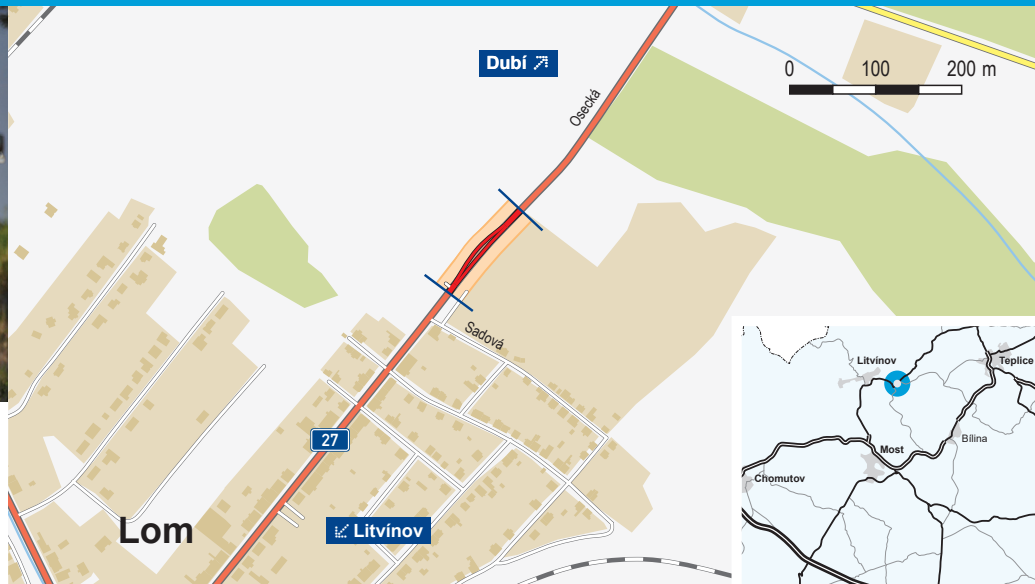 Dubí
0 100 200 m
Osecká
Sadová
27
Lom
Litvínov
Litvínov
Teplice
Bílina
Most
Chomutov